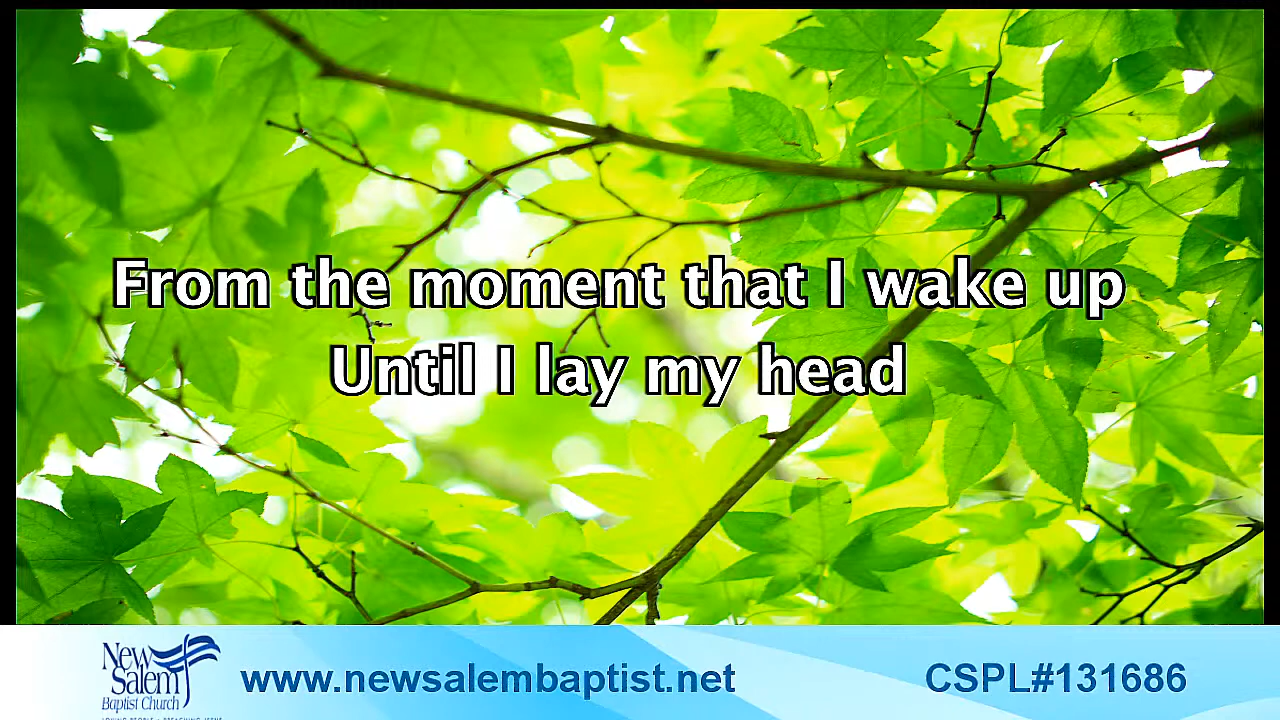 From the moment that I wake up
Until I lay my head
New
Salem
Baptist Church
www.newsalembaptist.net
CSPL#131686